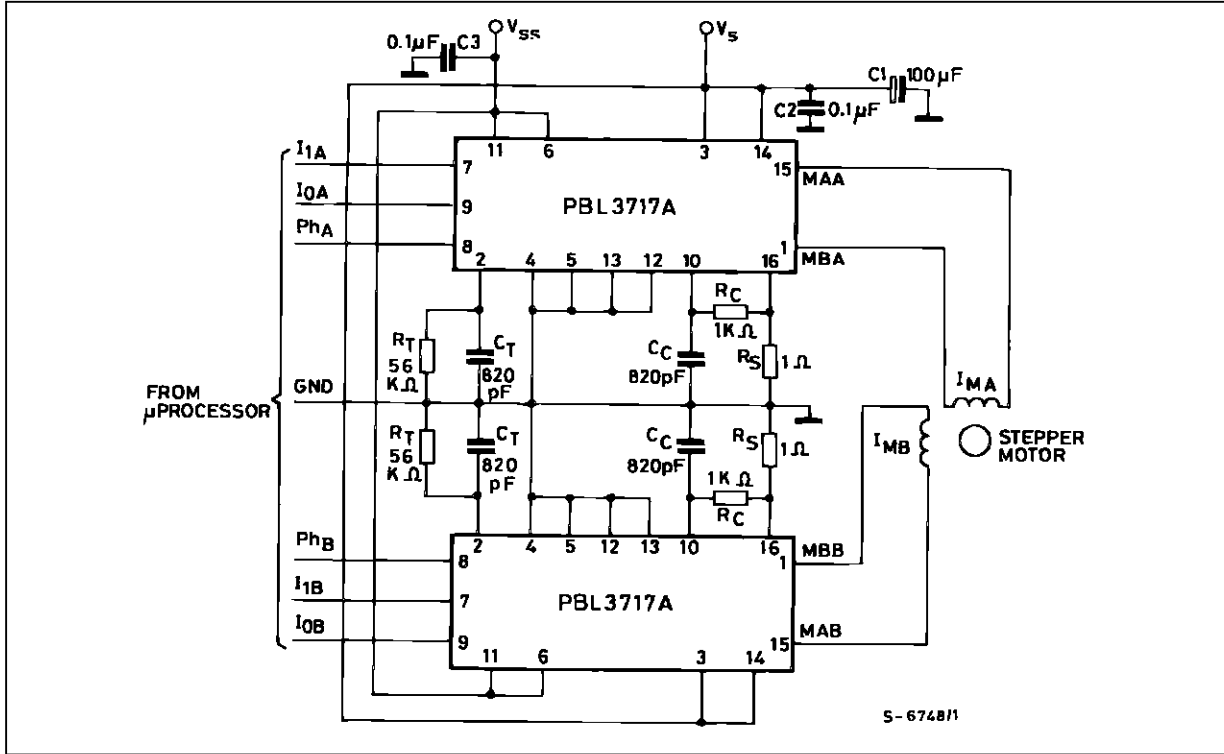 Vss
Vs
0.1µF C3
C1 100µF
C2 0.1µF
11 6 3 14
I1A 7
15 MAA
I0A 9
PBL3717A
PhA 8
1 MBA
2 4 5 13 12 10 16
RC
1KΩ
RT
56
KΩ
CT
820
pF
CC
820pF
RS 1Ω
FROM
µPROCESSOR
GND
IMA
RT
56
KΩ
CT
820
pF
CC
820pF
RS
1Ω
IMB
STEPPER
MOTOR
1KΩ
RC
2 4 5 12 13 10 16
PhB 8
1 MBB
I1B 7
PBL3717A
I0B 9
15 MAB
11 6 3 14
S-6748/1